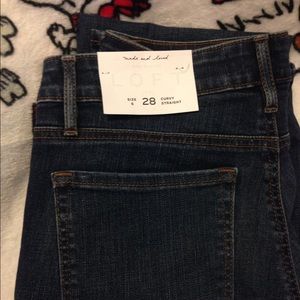 made and loved
LOFT
SIZE 6 28 CURVY STRAIGHT